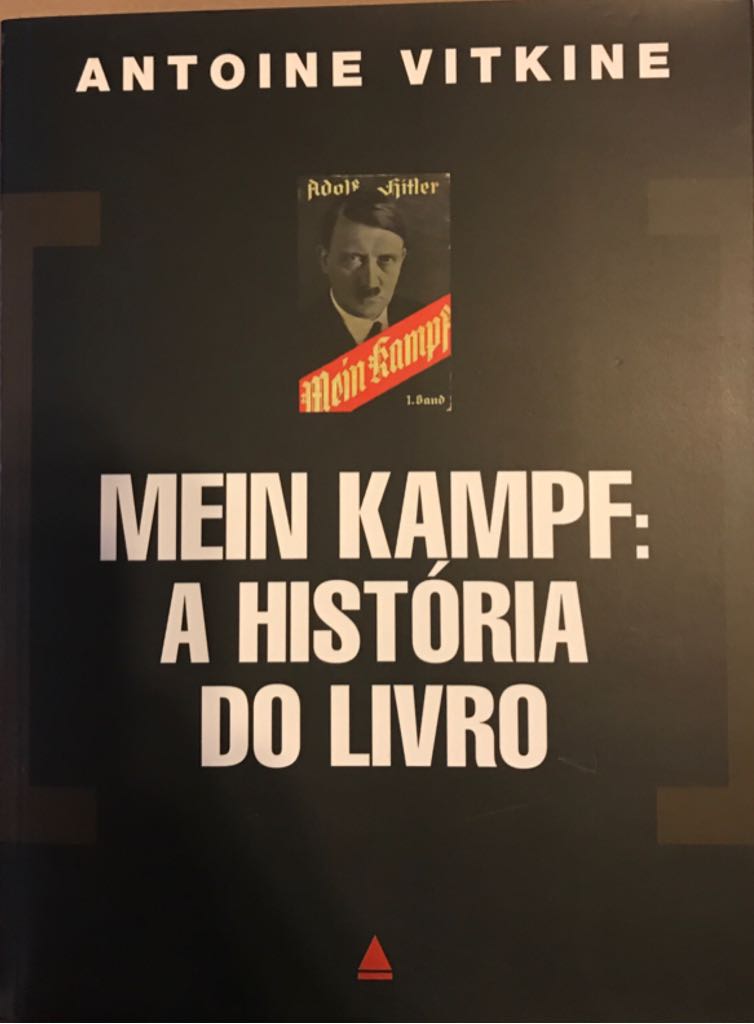 ANTOINE VITKINE
Adolf Hitler
Mein Kampf
1. Band
MEIN KAMPF:
A HISTÓRIA
DO LIVRO